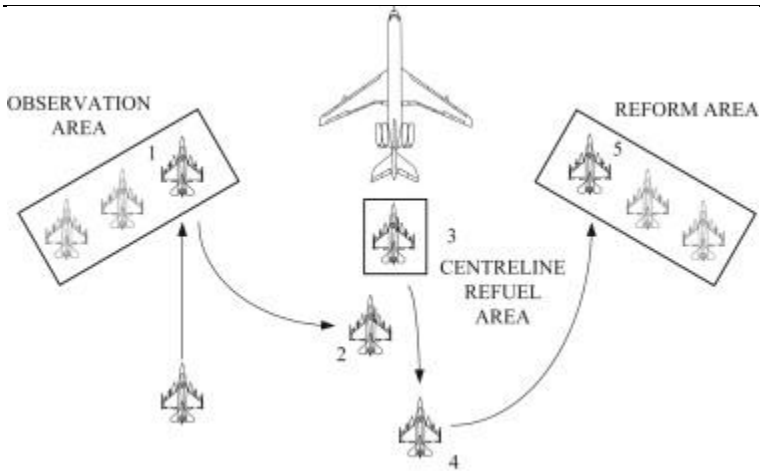 OBSERVATION
AREA
1
REFORM AREA
5
3
CENTRELINE
REFUEL
AREA
2
4